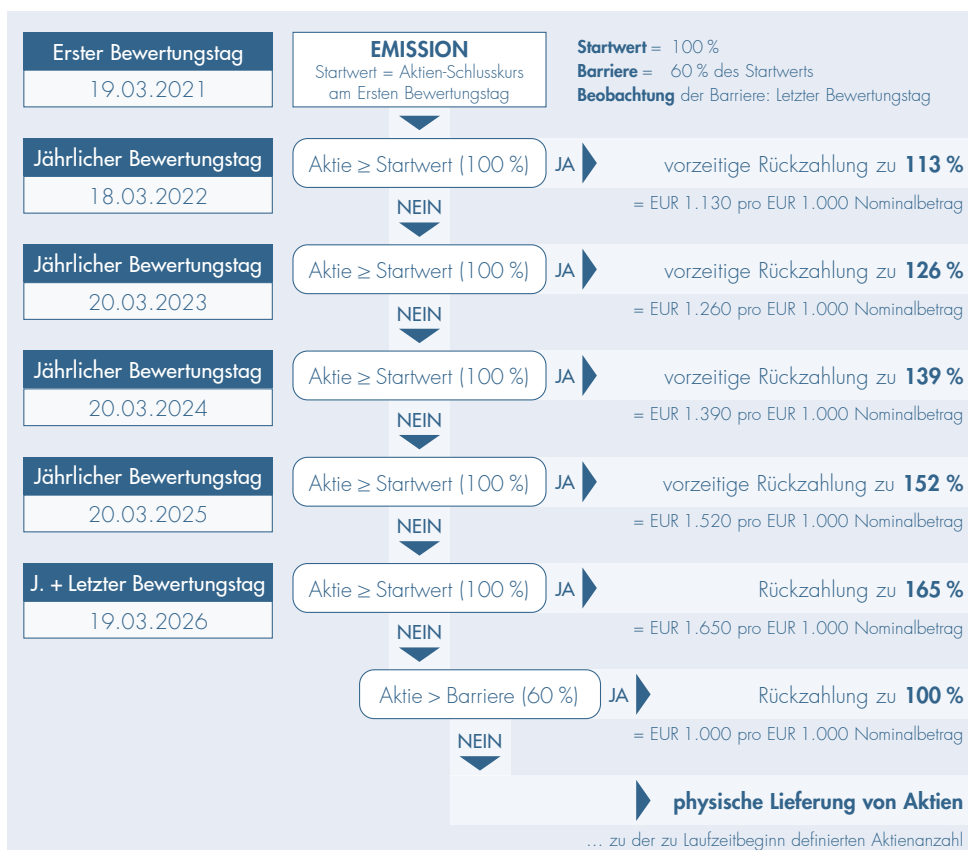 Erster Bewertungstag
19.03.2021
EMISSION
Startwert = Aktien-Schlusskurs
am Ersten Bewertungstag
Startwert = 100 %
Barriere = 60 % des Startwerts
Beobachtung der Barriere: Letzter Bewertungstag
Jährlicher Bewertungstag
18.03.2022
Aktie ≥ Startwert (100 %)
JA
vorzeitige Rückzahlung zu 113 %
= EUR 1.130 pro EUR 1.000 Nominalbetrag
NEIN
Jährlicher Bewertungstag
20.03.2023
Aktie ≥ Startwert (100 %)
JA
vorzeitige Rückzahlung zu 126 %
= EUR 1.260 pro EUR 1.000 Nominalbetrag
NEIN
Jährlicher Bewertungstag
20.03.2024
Aktie ≥ Startwert (100 %)
JA
vorzeitige Rückzahlung zu 139 %
= EUR 1.390 pro EUR 1.000 Nominalbetrag
NEIN
Jährlicher Bewertungstag
20.03.2025
Aktie ≥ Startwert (100 %)
JA
vorzeitige Rückzahlung zu 152 %
= EUR 1.520 pro EUR 1.000 Nominalbetrag
NEIN
J. + Letzter Bewertungstag
19.03.2026
Aktie ≥ Startwert (100 %)
JA
Rückzahlung zu 165 %
= EUR 1.650 pro EUR 1.000 Nominalbetrag
NEIN
Aktie > Barriere (60 %)
JA
Rückzahlung zu 100 %
= EUR 1.000 pro EUR 1.000 Nominalbetrag
NEIN
physische Lieferung von Aktien
... zu der zu Laufzeitbeginn definierten Aktienanzahl